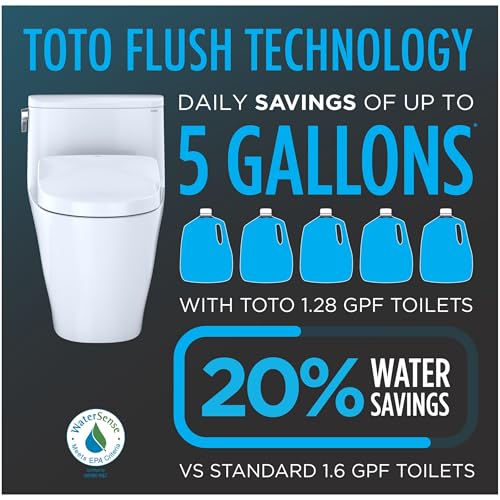 TOTO FLUSH TECHNOLOGY
DAILY SAVINGS OF UP TO
5 GALLONS*
WITH TOTO 1.28 GPF TOILETS
20% WATER SAVINGS
VS STANDARD 1.6 GPF TOILETS
WaterSense
Meets EPA Criteria